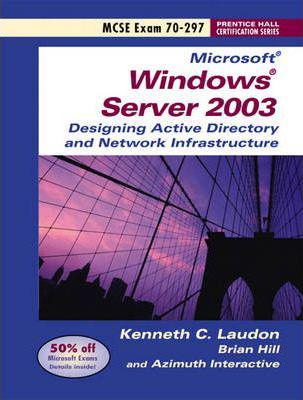 MCSE Exam 70-297
PRENTICE HALL
CERTIFICATION SERIES
Microsoft®
Windows®
Server 2003
Designing Active Directory
and Network Infrastructure
Kenneth C. Laudon
Brian Hill
and Azimuth Interactive
50% off
Microsoft Exams
Details inside!